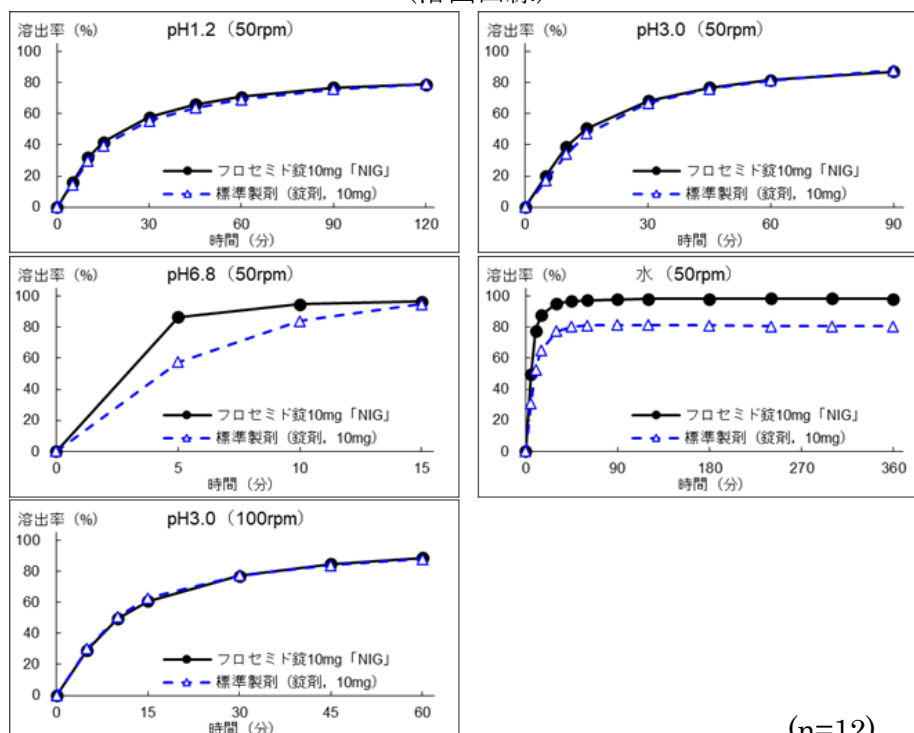 (溶出曲線)
溶出率 (%)
pH1.2 (50rpm)
100
80
60
40
20
0
フロセミド錠10mg「NIG」
標準製剤 (錠剤, 10mg)
0 30 60 90 120
時間 (分)
溶出率 (%)
pH3.0 (50rpm)
100
80
60
40
20
0
フロセミド錠10mg「NIG」
標準製剤 (錠剤, 10mg)
0 30 60 90
時間 (分)
溶出率 (%)
pH6.8 (50rpm)
100
80
60
40
20
0
フロセミド錠10mg「NIG」
標準製剤 (錠剤, 10mg)
0 5 10 15
時間 (分)
溶出率 (%)
水 (50rpm)
100
80
60
40
20
0
フロセミド錠10mg「NIG」
標準製剤 (錠剤, 10mg)
0 90 180 270 360
時間 (分)
溶出率 (%)
pH3.0 (100rpm)
100
80
60
40
20
0
フロセミド錠10mg「NIG」
標準製剤 (錠剤, 10mg)
0 15 30 45 60
時間 (分)
(n=12)